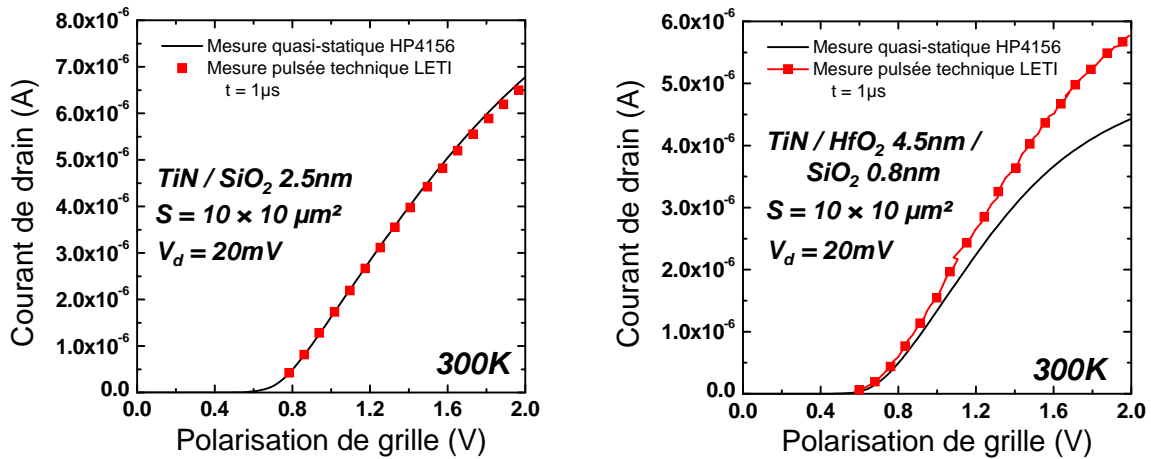 8.0x10⁻⁶
7.0x10⁻⁶
6.0x10⁻⁶
5.0x10⁻⁶
4.0x10⁻⁶
3.0x10⁻⁶
2.0x10⁻⁶
1.0x10⁻⁶
0.0
Courant de drain (A)
Mesure quasi-statique HP4156
Mesure pulsée technique LETI
t = 1µs
TiN / SiO₂ 2.5nm
S = 10 × 10 µm²
V_d = 20mV
300K
0.0 0.4 0.8 1.2 1.6 2.0
Polarisation de grille (V)
6.0x10⁻⁶
5.0x10⁻⁶
4.0x10⁻⁶
3.0x10⁻⁶
2.0x10⁻⁶
1.0x10⁻⁶
0.0
Courant de drain (A)
Mesure quasi-statique HP4156
Mesure pulsée technique LETI
t = 1µs
TiN / HfO₂ 4.5nm /
SiO₂ 0.8nm
S = 10 × 10 µm²
V_d = 20mV
300K
0.0 0.4 0.8 1.2 1.6 2.0
Polarisation de grille (V)